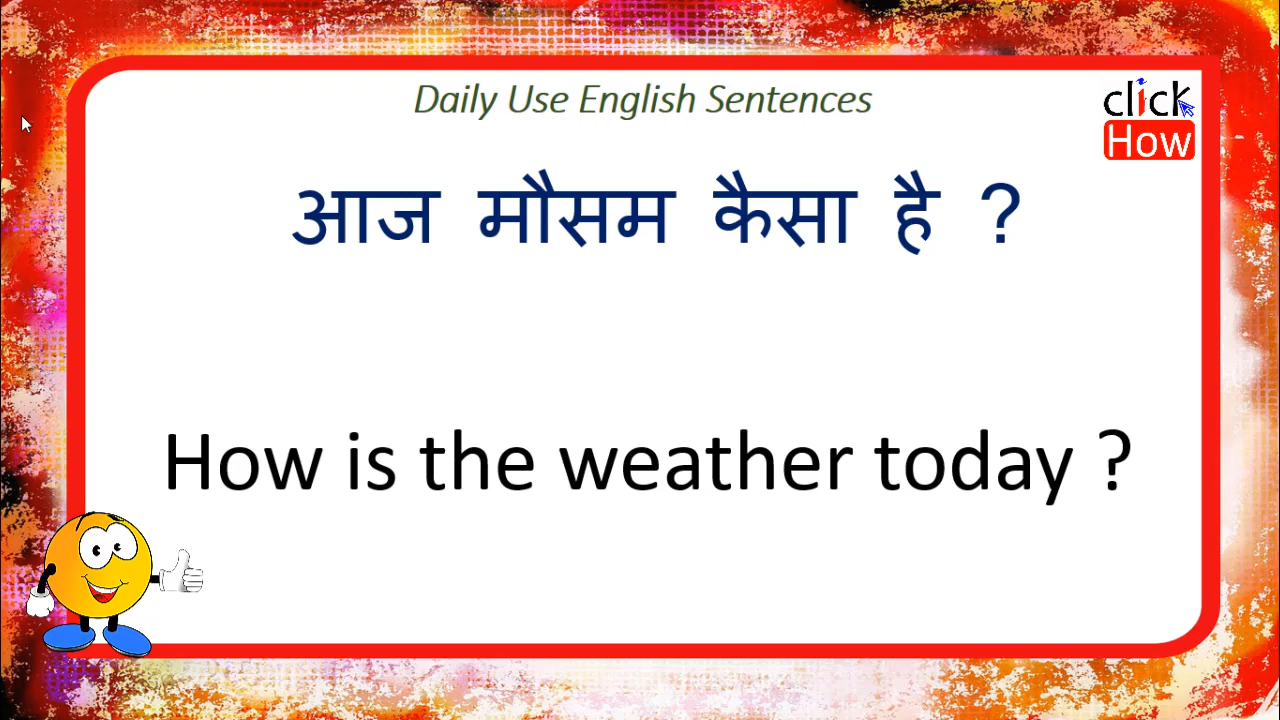 Daily Use English Sentences
click
How
आज मौसम कैसा है ?
How is the weather today ?